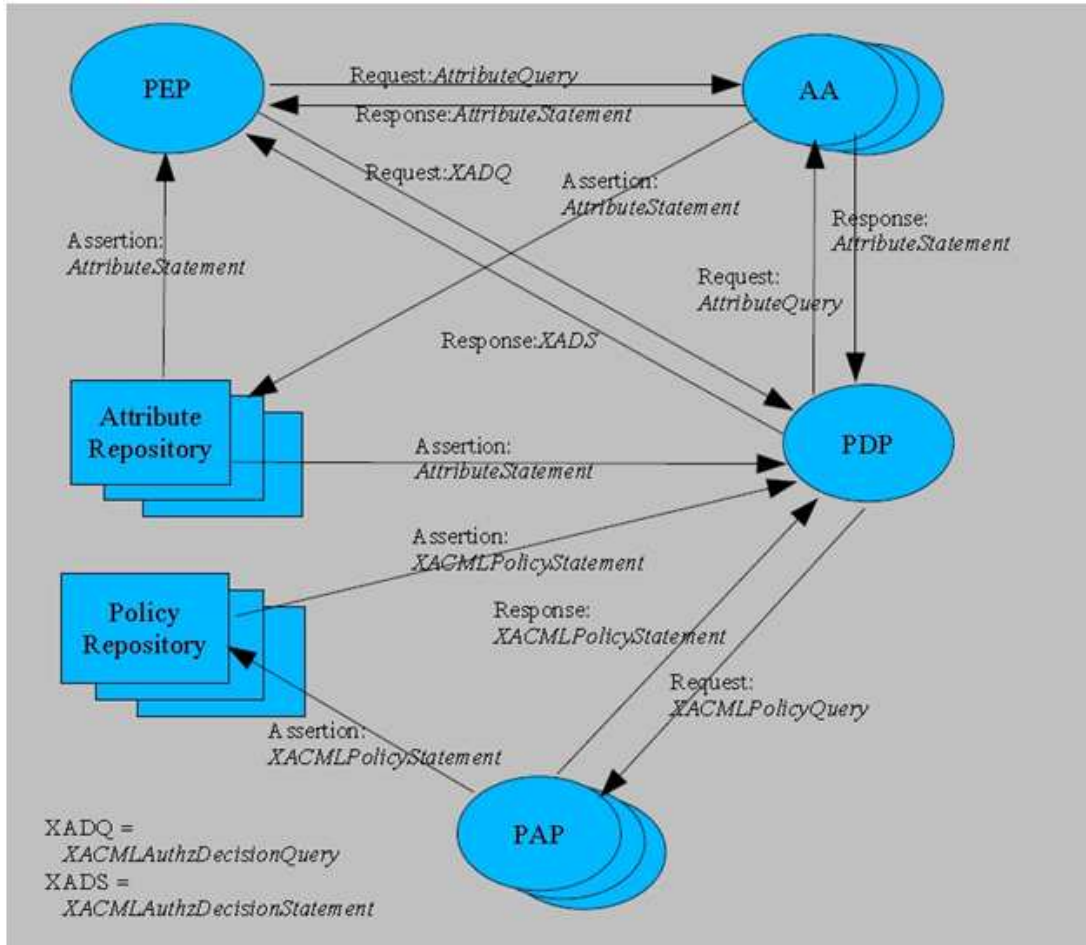 PEP
AA
Request:AttributeQuery
Response:AttributeStatement
Request:XADQ
Assertion:
AttributeStatement
Response:
AttributeStatement
Assertion:
AttributeStatement
Request:
AttributeQuery
Response:XADS
Attribute
Repository
Assertion:
AttributeStatement
PDP
Assertion:
XACMLPolicyStatement
Policy
Repository
Response:
XACMLPolicyStatement
Request:
XACMLPolicyQuery
Assertion:
XACMLPolicyStatement
PAP
XADQ =
XACMLAuthzDecisionQuery
XADS =
XACMLAuthzDecisionStatement